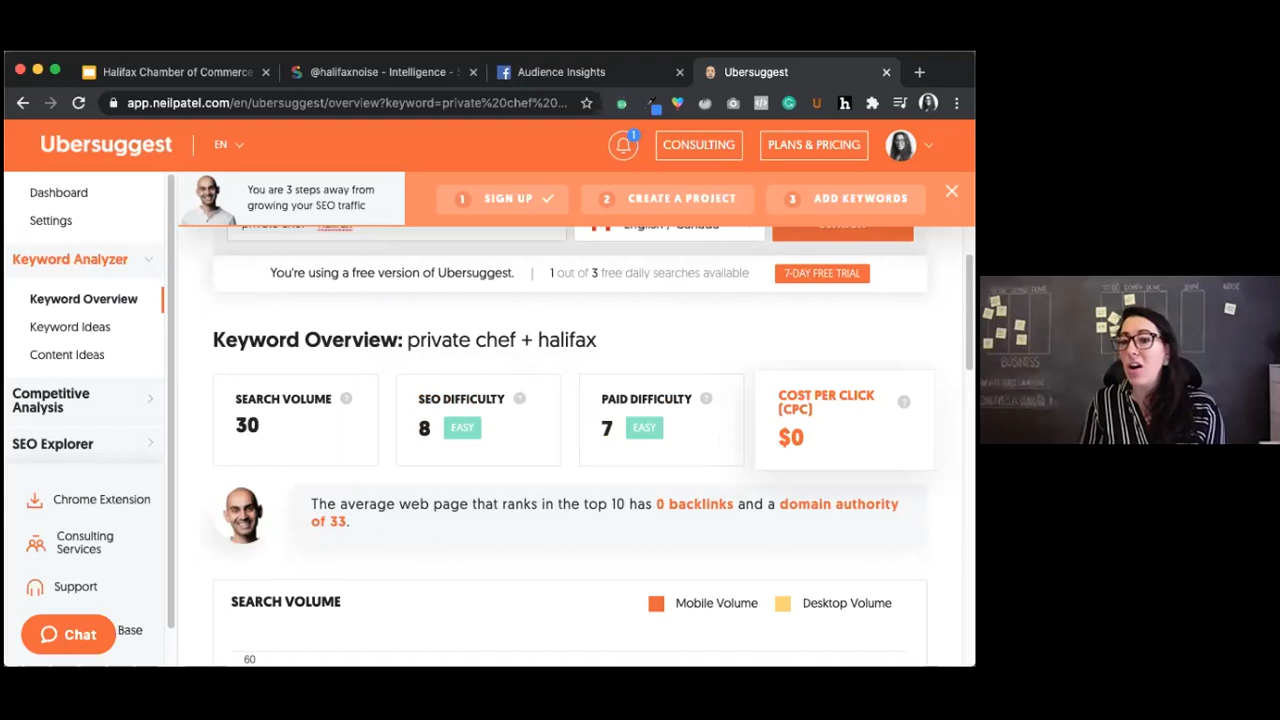 Halifax Chamber of Commerce
@halifaxnoise - Intelligence -
Audience Insights
Ubersuggest
app.neilpatel.com/en/ubersuggest/overview?keyword=private%20chef%20...
Ubersuggest
EN
1
CONSULTING
PLANS & PRICING
You are 3 steps away from
growing your SEO traffic
1 SIGN UP
2 CREATE A PROJECT
3 ADD KEYWORDS
Dashboard
Settings
Keyword Analyzer
Keyword Overview
Keyword Ideas
Content Ideas
Competitive
Analysis
SEO Explorer
Chrome Extension
Consulting
Services
Support
Base
Chat
private chef halifax
English / Canada
You're using a free version of Ubersuggest. | 1 out of 3 free daily searches available
7-DAY FREE TRIAL
Keyword Overview: private chef + halifax
SEARCH VOLUME
30
SEO DIFFICULTY
8 EASY
PAID DIFFICULTY
7 EASY
COST PER CLICK
(CPC)
$0
The average web page that ranks in the top 10 has 0 backlinks and a domain authority
of 33.
SEARCH VOLUME
Mobile Volume
Desktop Volume
60
BUSINESS